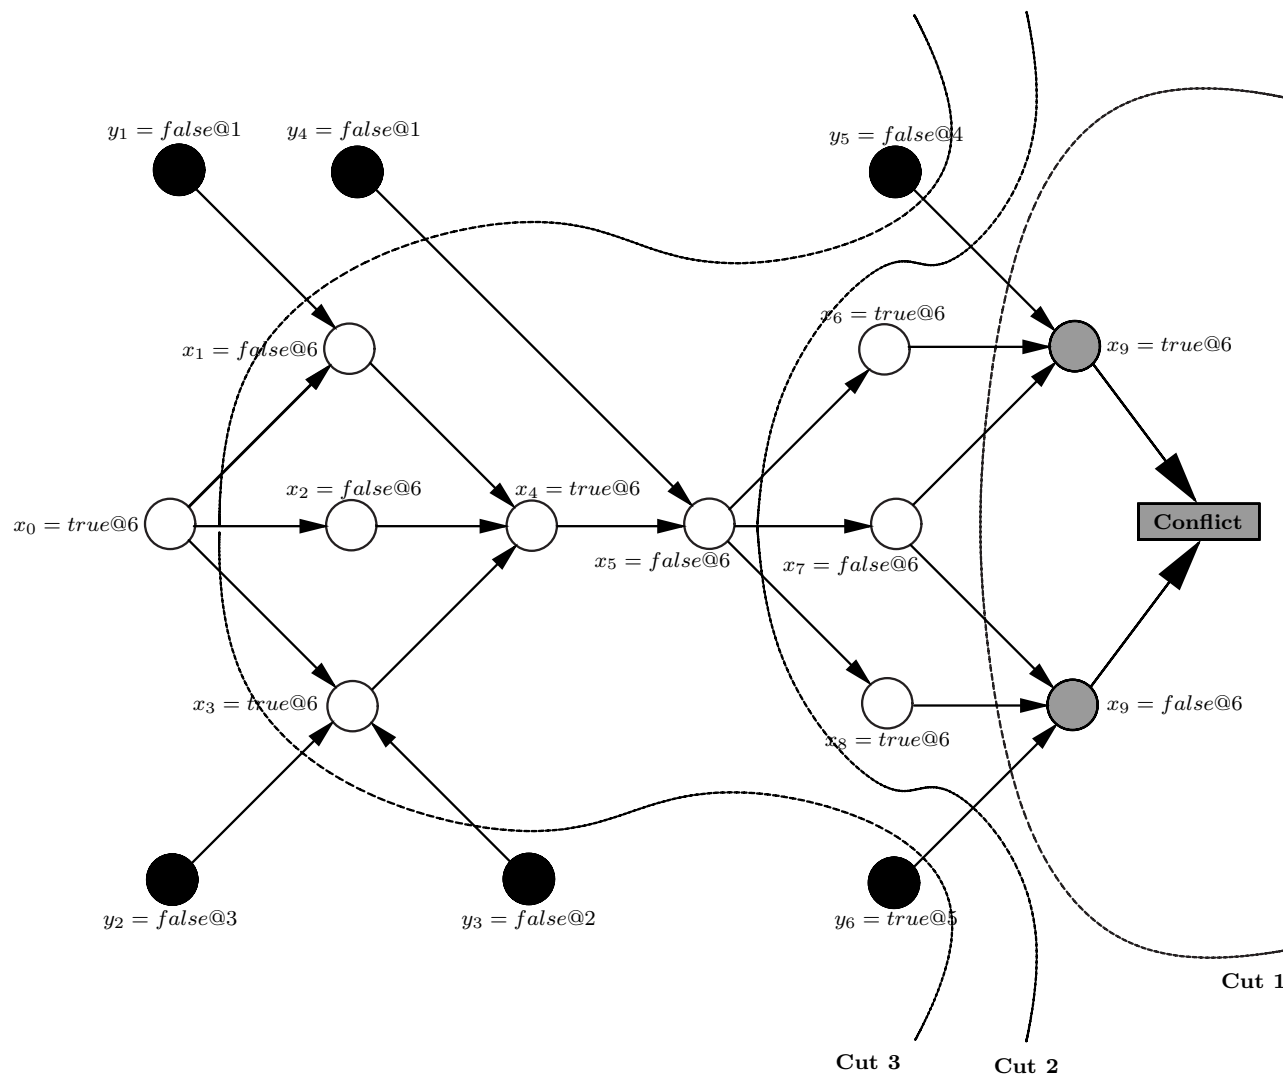 y₁ = false@1
y₄ = false@1
y₅ = false@4
x₆ = true@6
x₁ = false@6
x₉ = true@6
x₂ = false@6
x₄ = true@6
x₀ = true@6
Conflict
x₅ = false@6
x₇ = false@6
x₃ = true@6
x₉ = false@6
x₈ = true@6
y₂ = false@3
y₃ = false@2
y₆ = true@5
Cut 1
Cut 3
Cut 2